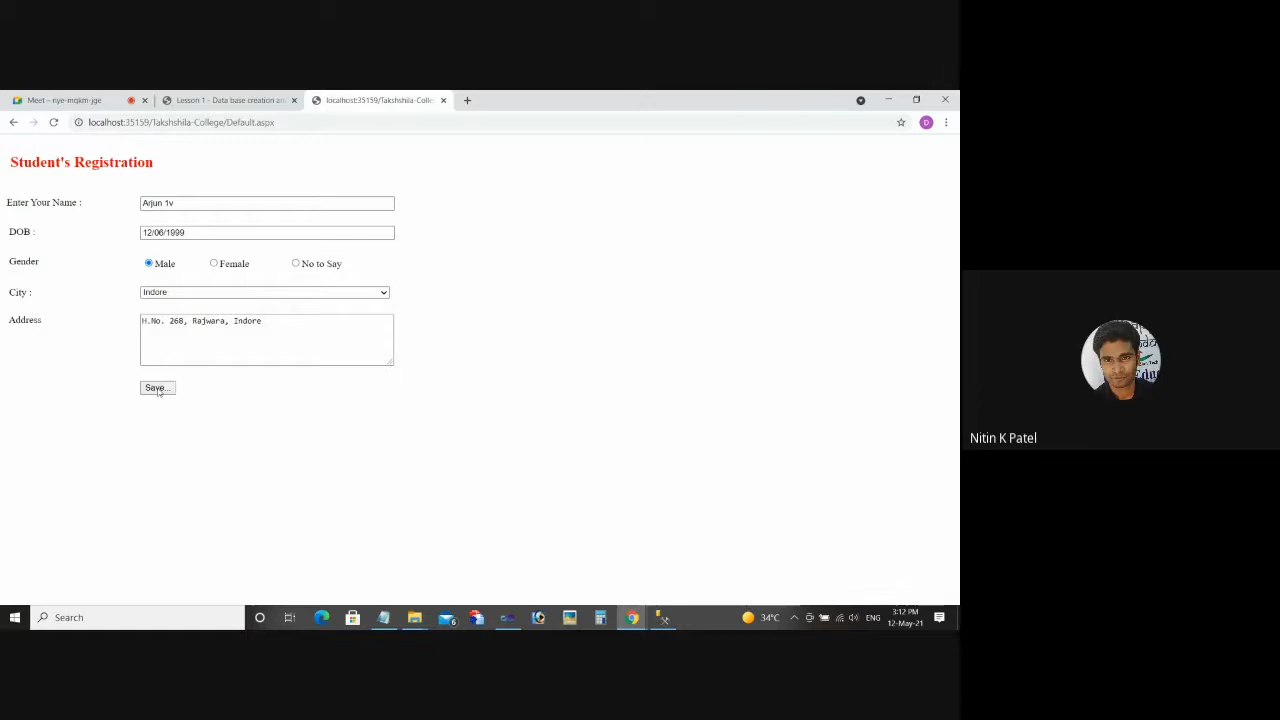 Meet – nye-mqkm-jge
Lesson 1 - Data base creation an
localhost:35159/Takshshila-Colle
localhost:35159/Takshshila-College/Default.aspx
D
Student's Registration
Enter Your Name :
Arjun 1v
DOB :
12/06/1999
Gender
Male
Female
No to Say
City :
Indore
Address
H.No. 268, Rajwara, Indore
Save...
Nitin K Patel
Search
6
34°C
ENG
3:12 PM
12-May-21